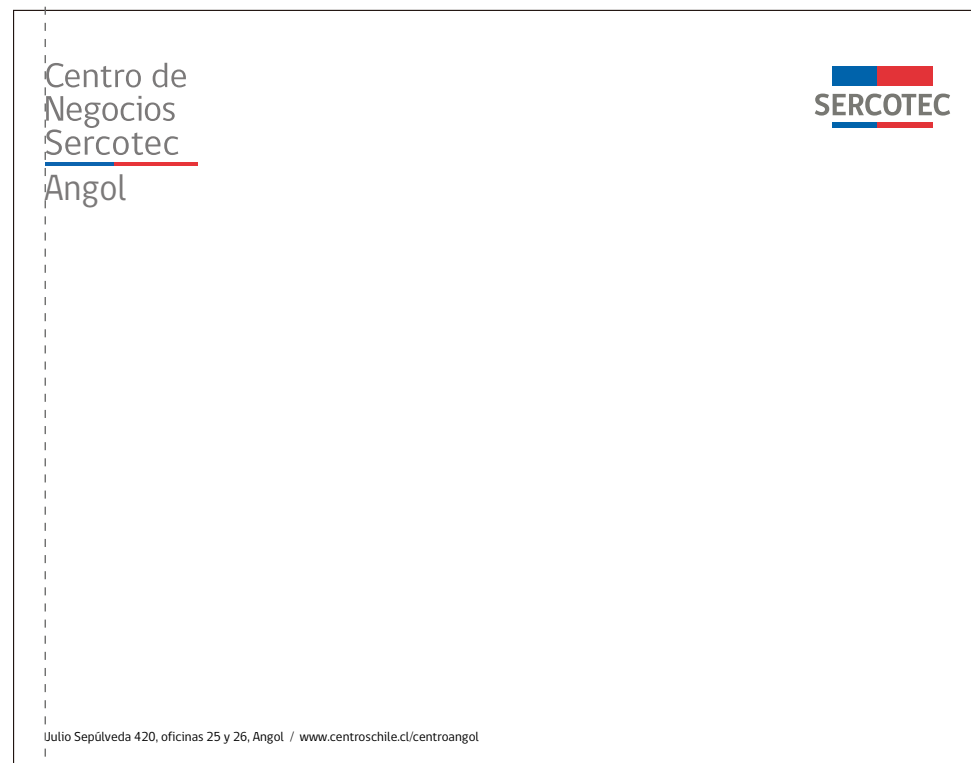 Centro de
Negocios
Sercotec
Angol
SERCOTEC
Julio Sepúlveda 420, oficinas 25 y 26, Angol / www.centroschile.cl/centroangol